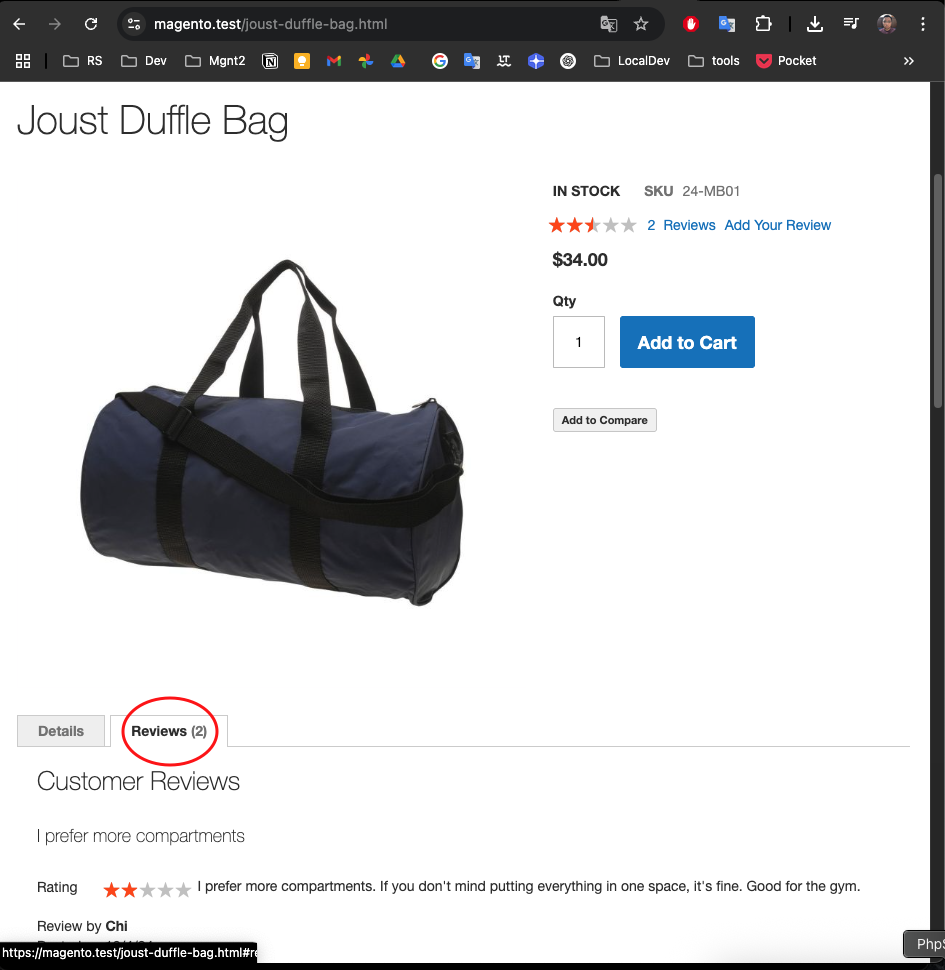 magento.test/joust-duffle-bag.html
RS Dev Mgnt2 LocalDev tools Pocket »
Joust Duffle Bag
IN STOCK SKU 24-MB01
2 Reviews Add Your Review
$34.00
Qty
1 Add to Cart
Add to Compare
Details Reviews (2)
Customer Reviews
I prefer more compartments
Rating I prefer more compartments. If you don't mind putting everything in one space, it's fine. Good for the gym.
Review by Chi
https://magento.test/joust-duffle-bag.html#re